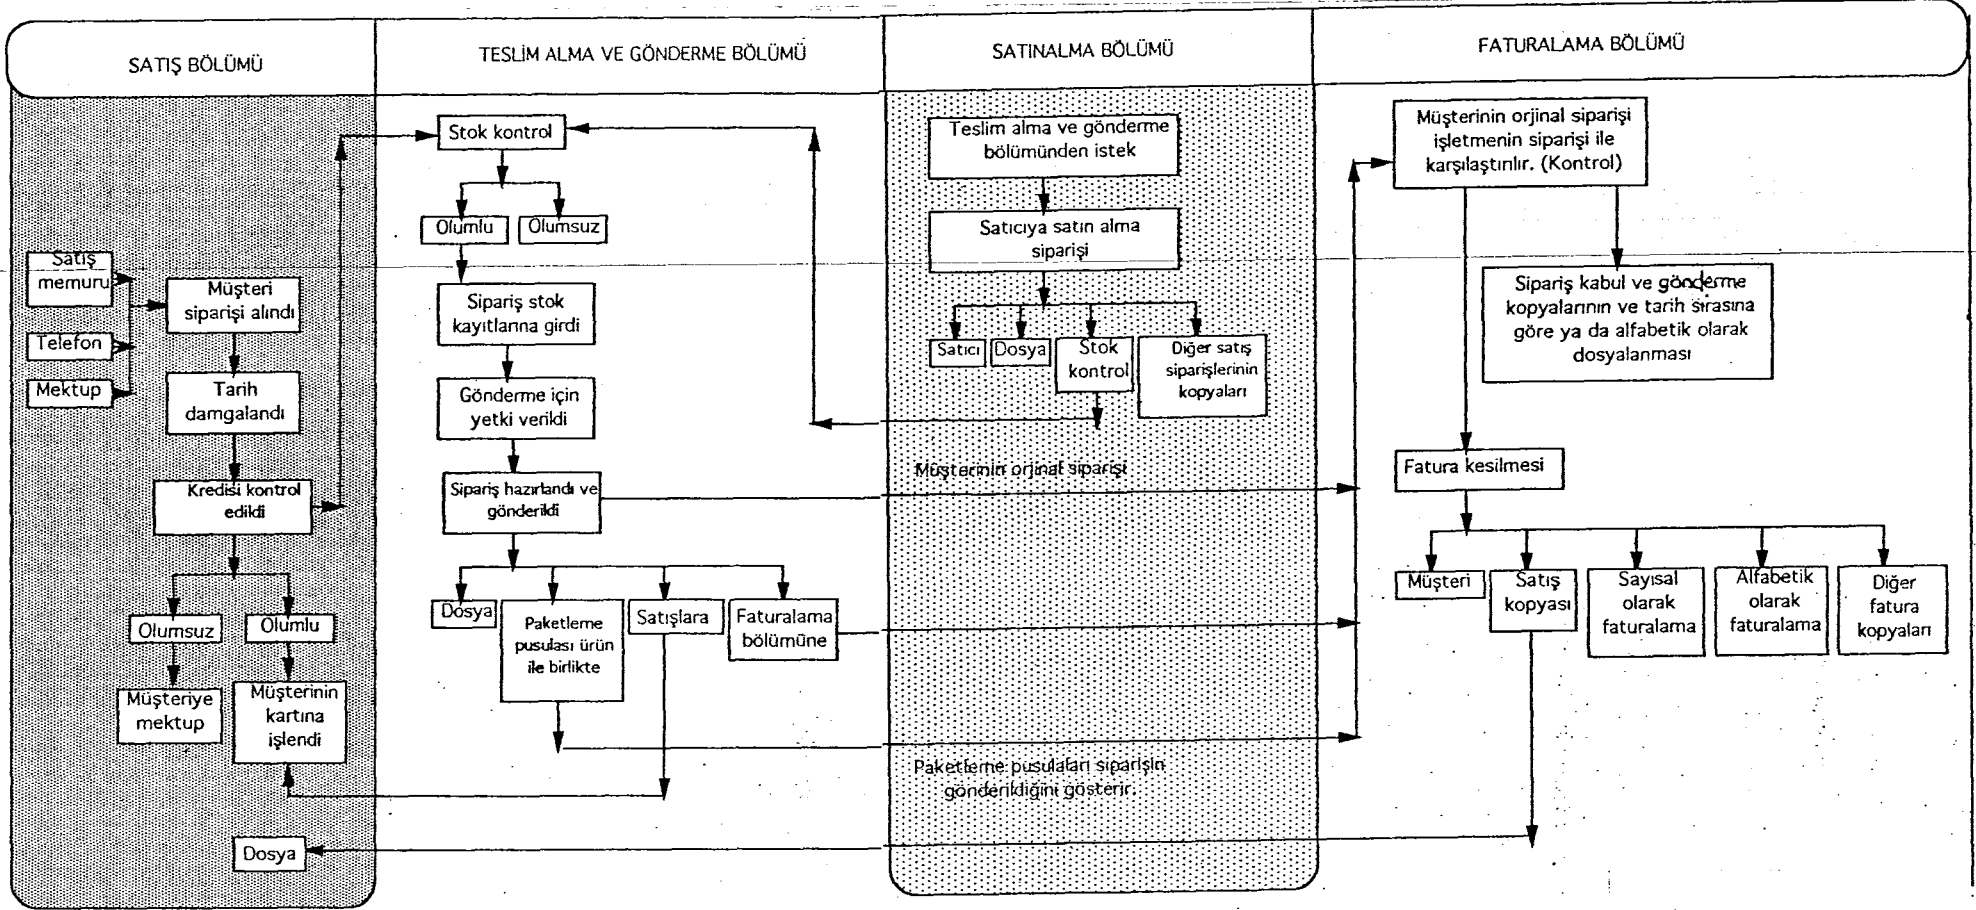 SATIŞ BÖLÜMÜ
TESLİM ALMA VE GÖNDERME BÖLÜMÜ
SATINALMA BÖLÜMÜ
FATURALAMA BÖLÜMÜ
Satış
memuru
Telefon
Mektup
Müşteri
siparişi alındı
Tarih
damgalandı
Kredisi kontrol
edildi
Olumsuz
Olumlu
Müşteriye
mektup
Müşterinin
kartına
işlendi
Dosya
Stok kontrol
Olumlu
Olumsuz
Sipariş stok
kayıtlarına girdi
Gönderme için
yetki verildi
Sipariş hazırlandı ve
gönderildi
Dosya
Paketleme
pusulası ürün
ile birlikte
Satışlara
Faturalama
bölümüne
Teslim alma ve gönderme
bölümünden istek
Satıcıya satın alma
siparişi
Satıcı
Dosya
Stok
kontrol
Diğer satış
siparişlerinin
kopyaları
Müşterinin orjinal siparişi
Paketleme pusulaları siparişin
gönderildiğini gösterir.
Müşterinin orjinal siparişi
işletmenin siparişi ile
karşılaştırılır. (Kontrol)
Sipariş kabul ve gönderme
kopyalarının ve tarih sırasına
göre ya da alfabetik olarak
dosyalanması
Fatura kesilmesi
Müşteri
Satış
kopyası
Sayısal
olarak
faturalama
Alfabetik
olarak
faturalama
Diğer
fatura
kopyaları